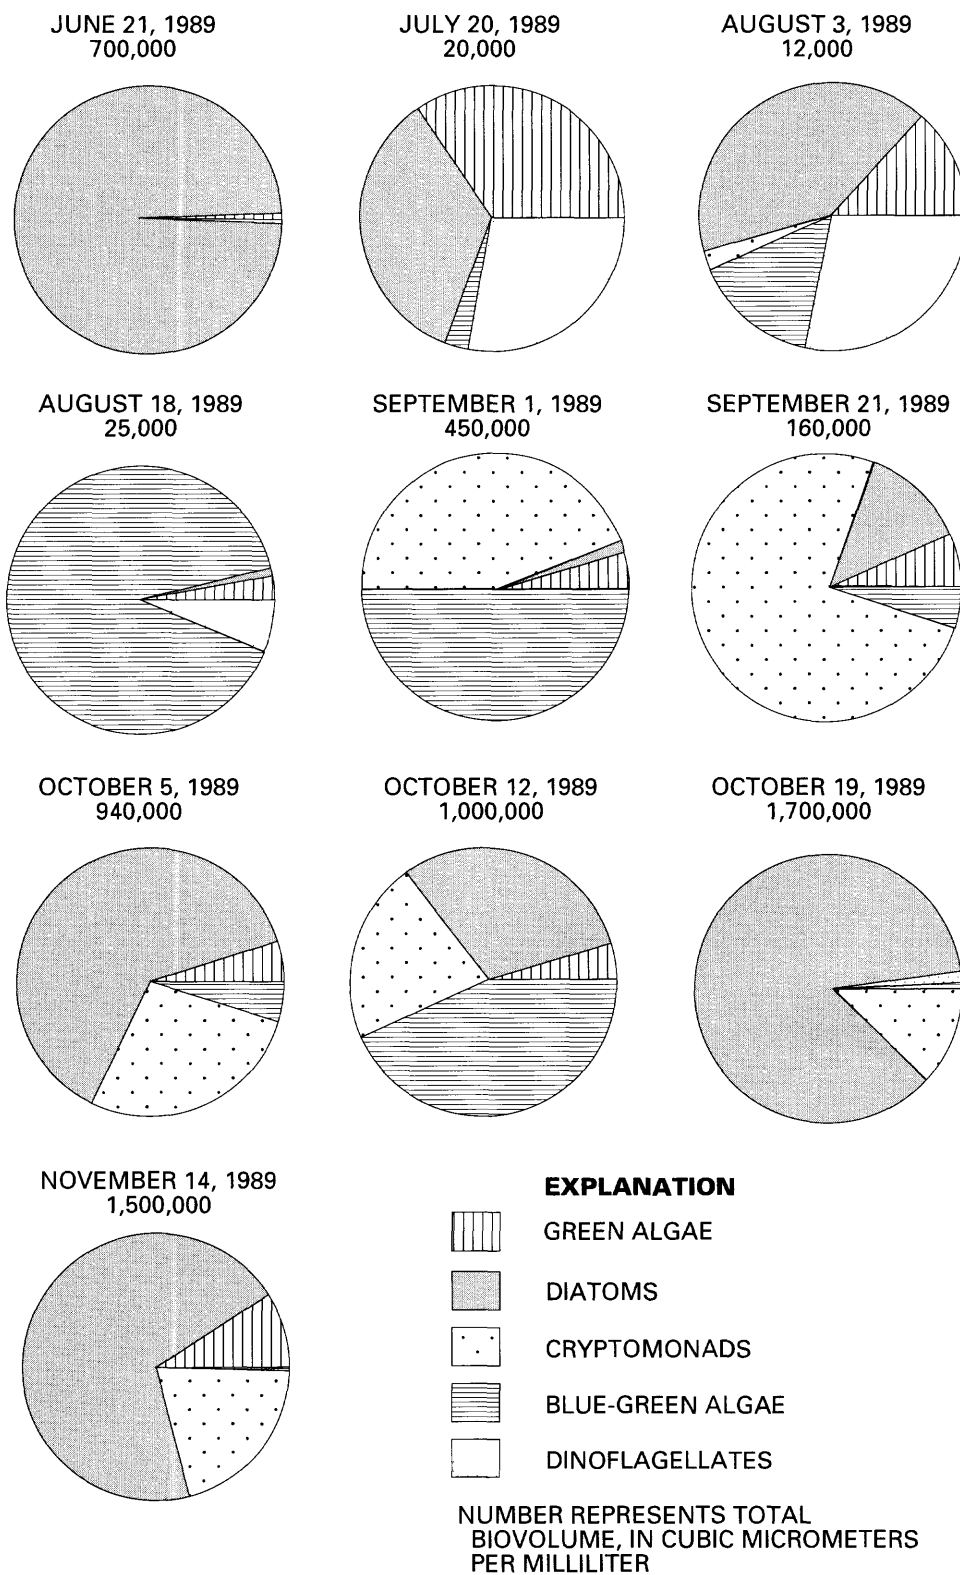 JUNE 21, 1989
700,000
JULY 20, 1989
20,000
AUGUST 3, 1989
12,000
AUGUST 18, 1989
25,000
SEPTEMBER 1, 1989
450,000
SEPTEMBER 21, 1989
160,000
OCTOBER 5, 1989
940,000
OCTOBER 12, 1989
1,000,000
OCTOBER 19, 1989
1,700,000
NOVEMBER 14, 1989
1,500,000
EXPLANATION
GREEN ALGAE
DIATOMS
CRYPTOMONADS
BLUE-GREEN ALGAE
DINOFLAGELLATES
NUMBER REPRESENTS TOTAL
BIOVOLUME, IN CUBIC MICROMETERS
PER MILLILITER